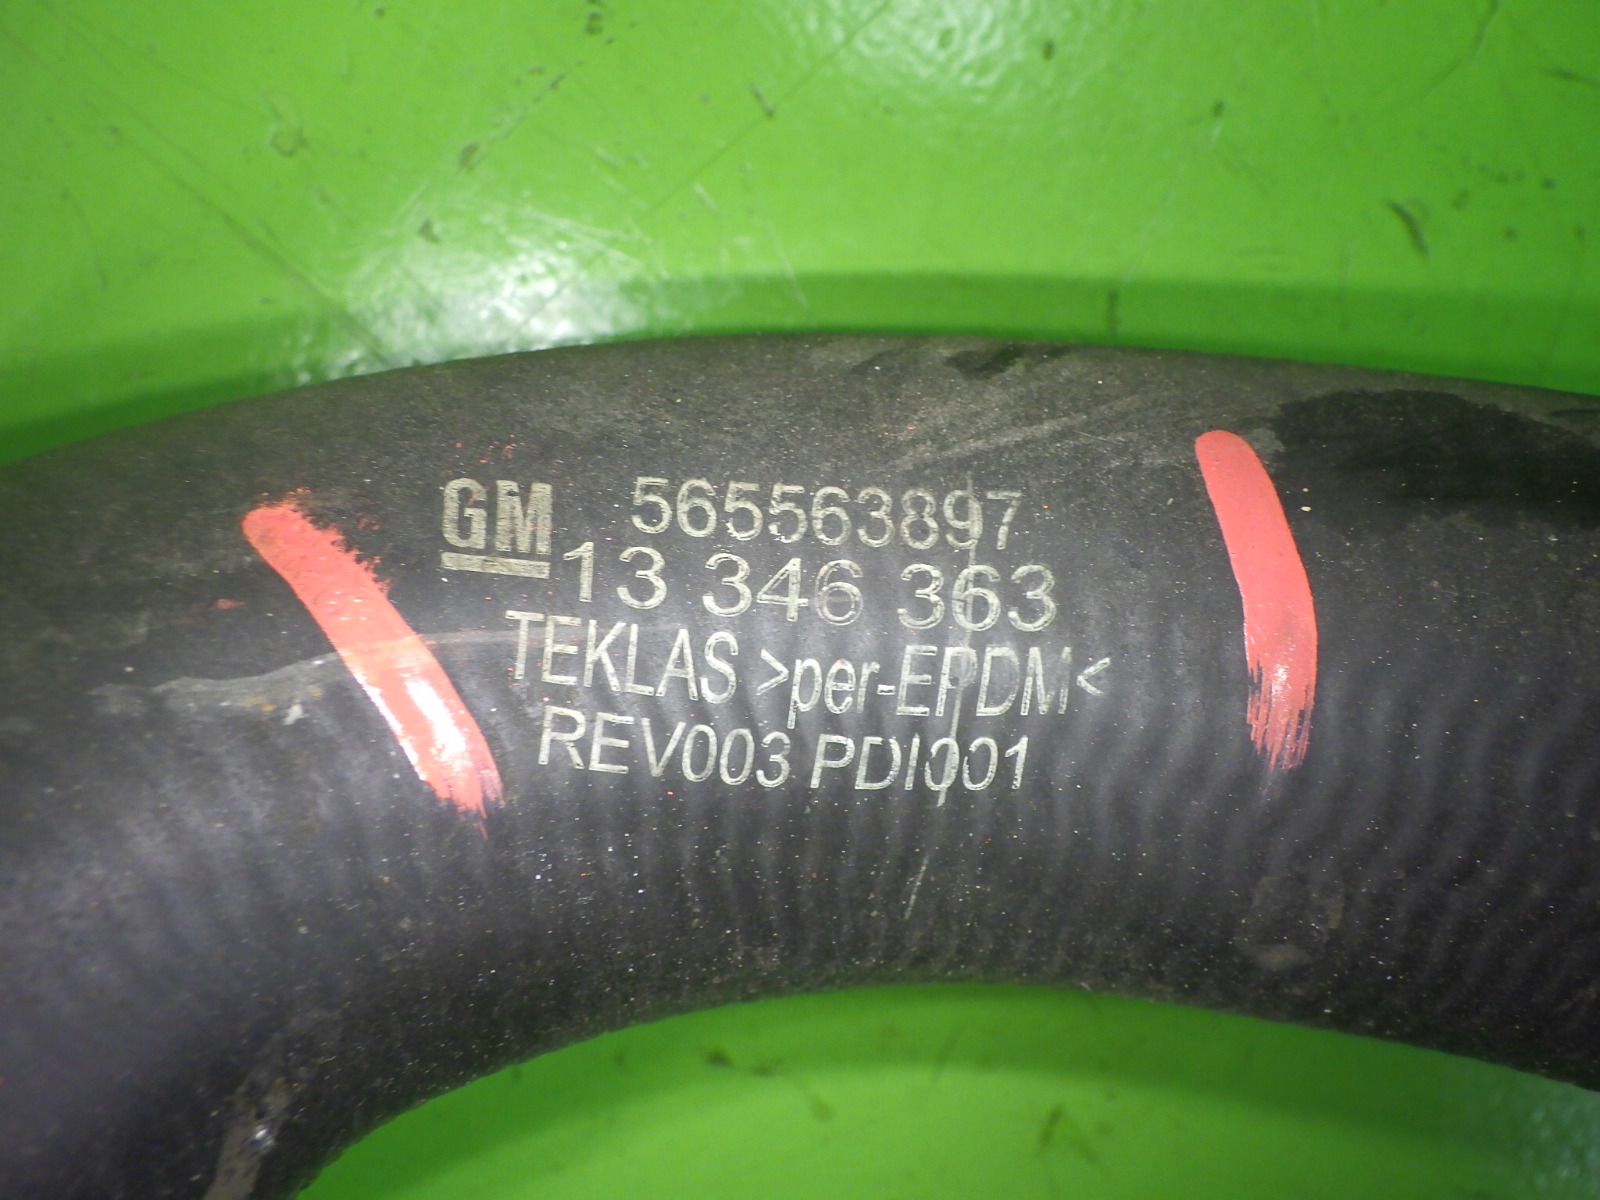 GM 565563897
13 346 363
TEKLAS >per-EPDM<
REV003 PDI001